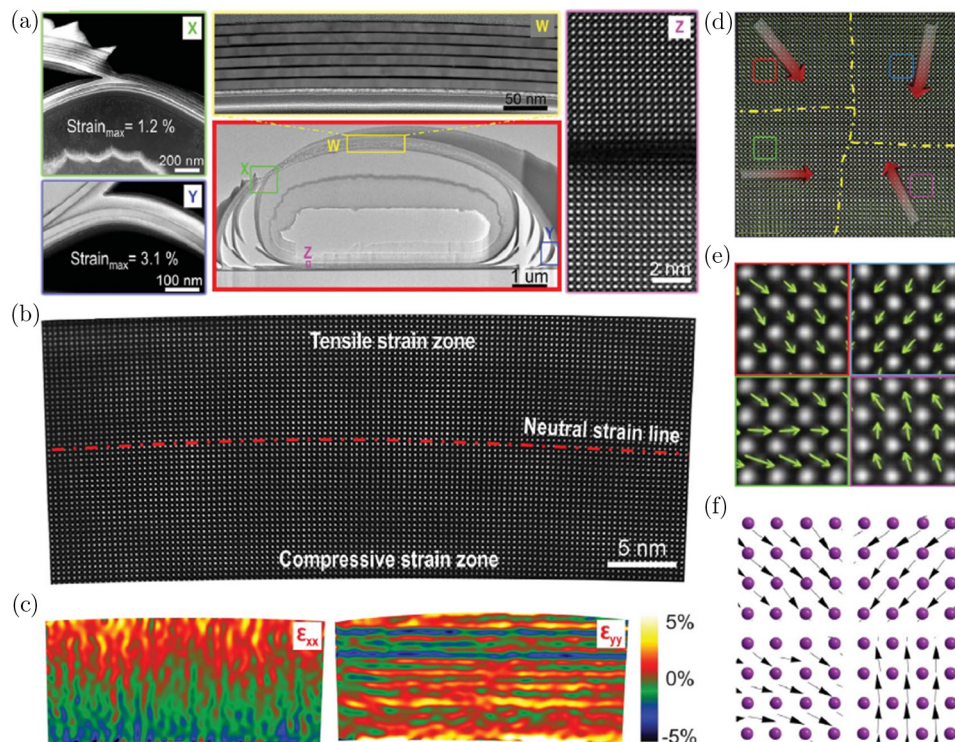 (a)
X
Strainmax = 1.2 %
200 nm
Y
Strainmax = 3.1 %
100 nm
W
50 nm
W
X
Y
Z
1 um
Z
2 nm
(b)
Tensile strain zone
Neutral strain line
Compressive strain zone
5 nm
(c)
εxx
εyy
5%
0%
-5%
(d)
(e)
(f)